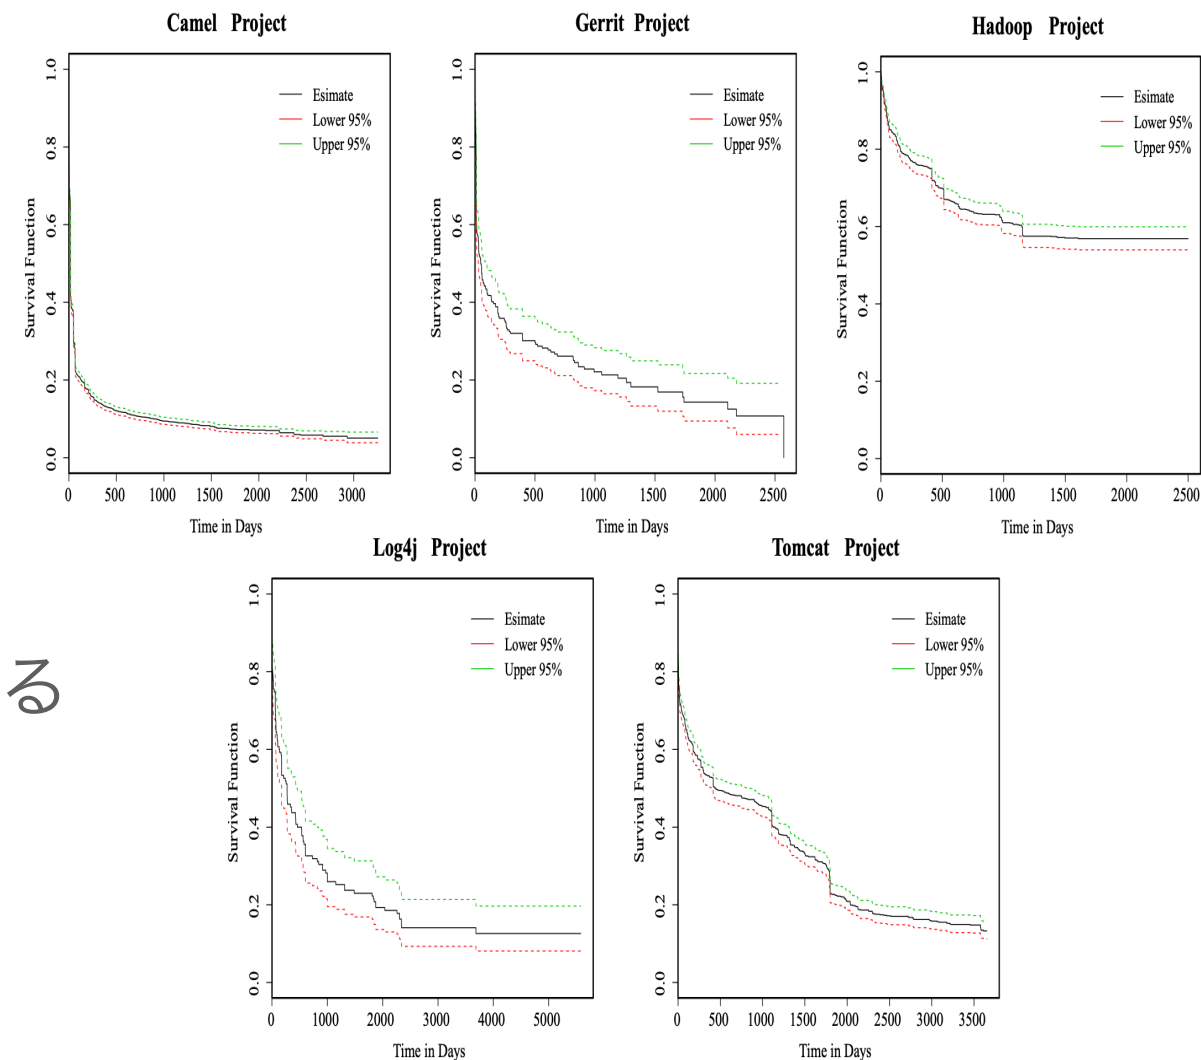 Camel Project
Survival Function
0.0 0.2 0.4 0.6 0.8 1.0
Esimate
Lower 95%
Upper 95%
0 500 1000 1500 2000 2500 3000
Time in Days
Gerrit Project
Survival Function
0.0 0.2 0.4 0.6 0.8 1.0
Esimate
Lower 95%
Upper 95%
0 500 1000 1500 2000 2500
Time in Days
Hadoop Project
Survival Function
0.0 0.2 0.4 0.6 0.8 1.0
Esimate
Lower 95%
Upper 95%
0 500 1000 1500 2000 2500
Time in Days
Log4j Project
Survival Function
0.0 0.2 0.4 0.6 0.8 1.0
Esimate
Lower 95%
Upper 95%
0 1000 2000 3000 4000 5000
Time in Days
Tomcat Project
Survival Function
0.0 0.2 0.4 0.6 0.8 1.0
Esimate
Lower 95%
Upper 95%
0 500 1000 1500 2000 2500 3000 3500
Time in Days
る